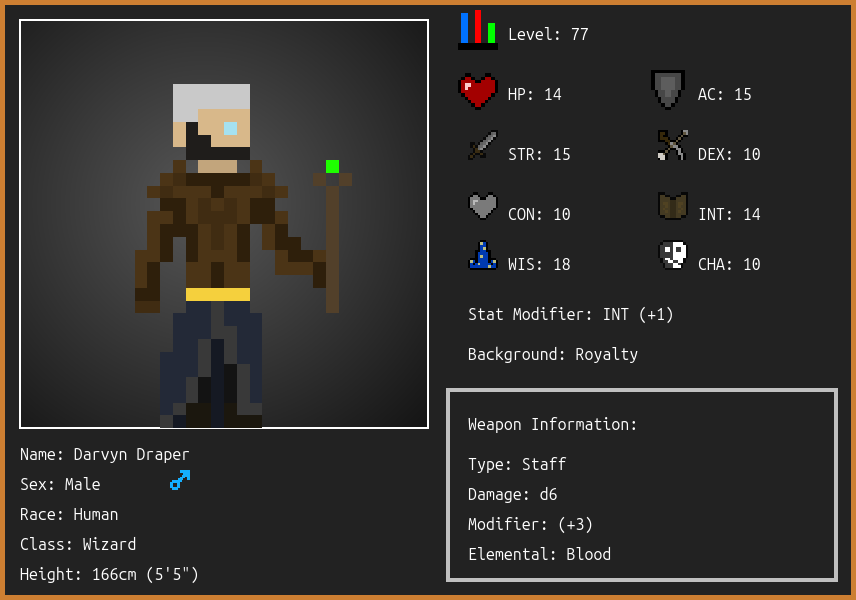 Level: 77
HP: 14
AC: 15
STR: 15
DEX: 10
CON: 10
INT: 14
WIS: 18
CHA: 10
Stat Modifier: INT (+1)
Background: Royalty
Weapon Information:
Type: Staff
Damage: d6
Modifier: (+3)
Elemental: Blood
Name: Darvyn Draper
Sex: Male
Race: Human
Class: Wizard
Height: 166cm (5'5")